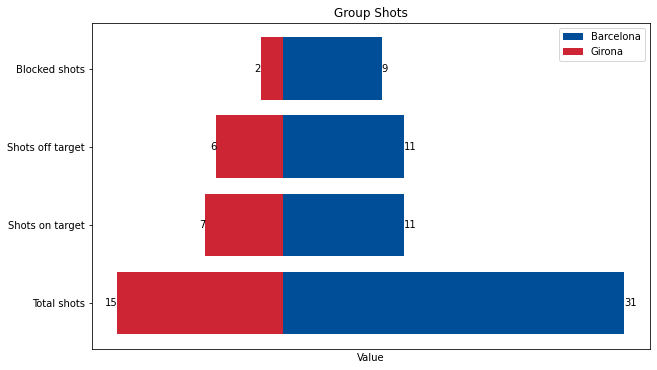 Group Shots
Barcelona
Girona
Blocked shots
2
9
Shots off target
6
11
Shots on target
7
11
Total shots
15
31
Value